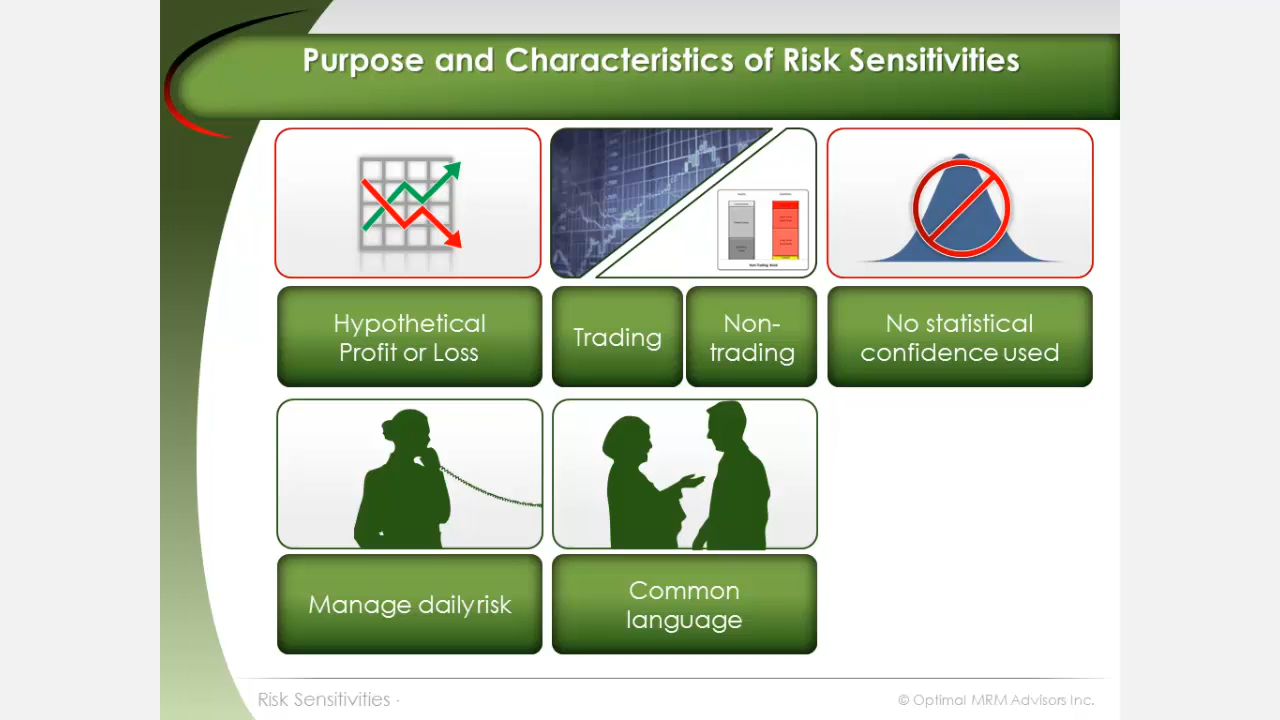 Purpose and Characteristics of Risk Sensitivities
Hypothetical
Profit or Loss
Trading
Non-
trading
No statistical
confidence used
Manage daily risk
Common
language
Risk Sensitivities -
© Optimal MRM Advisors Inc.